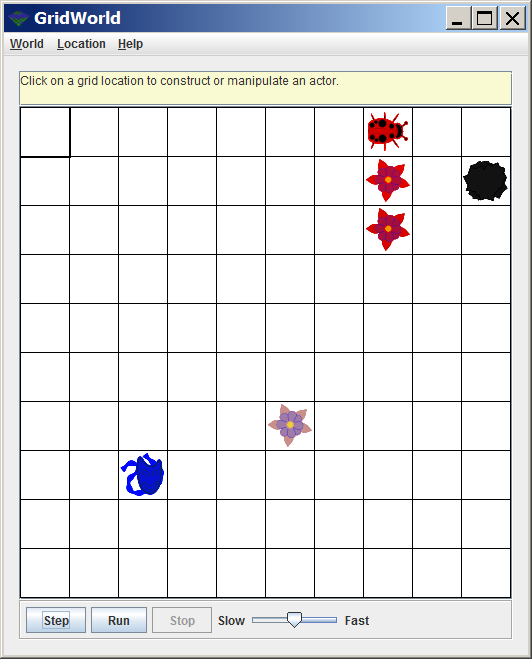 GridWorld
World Location Help
Click on a grid location to construct or manipulate an actor.
Step Run Stop Slow Fast